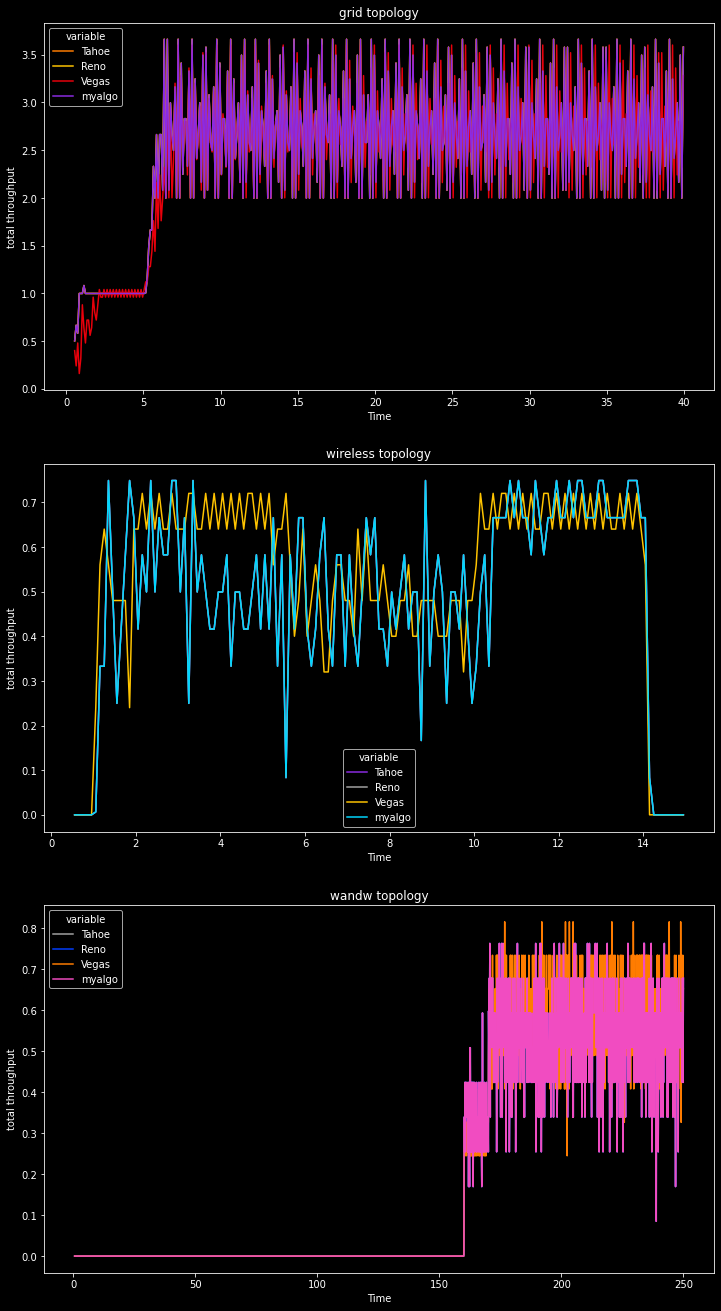 grid topology
variable
Tahoe
Reno
Vegas
myalgo
total throughput
3.5
3.0
2.5
2.0
1.5
1.0
0.5
0.0
0 5 10 15 20 25 30 35 40
Time
wireless topology
total throughput
0.7
0.6
0.5
0.4
0.3
0.2
0.1
0.0
variable
Tahoe
Reno
Vegas
myalgo
0 2 4 6 8 10 12 14
Time
wandw topology
variable
Tahoe
Reno
Vegas
myalgo
total throughput
0.8
0.7
0.6
0.5
0.4
0.3
0.2
0.1
0.0
0 50 100 150 200 250
Time